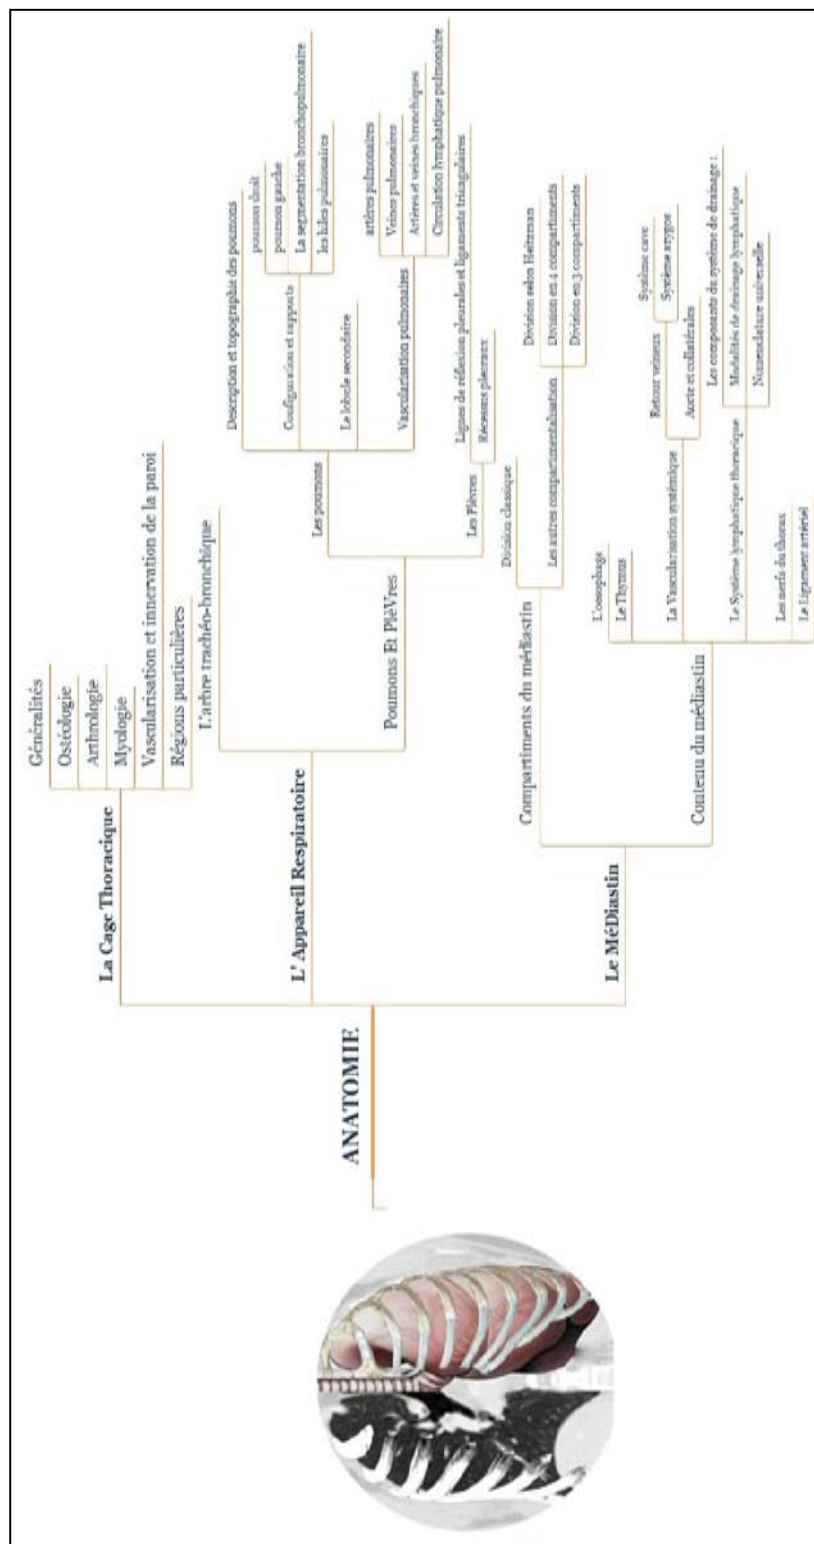 ANATOMIE
La Cage Thoracique
Généralités
Ostéologie
Arthrologie
Myologie
Vascularisation et innervation de la paroi
Régions particulières
L' Appareil Respiratoire
L'arbre trachéo-bronchique
Poumons Et PlèVres
Les poumons
Description et topographie des poumons
Configuration et rapports
poumon droit
poumon gauche
La segmentation bronchopulmonaire
les hiles pulmonaires
Le lobule secondaire
Vascularisation pulmonaires
artères pulmonaires
Veines pulmonaires
Artères et veines bronchiques
Circulation lymphatique pulmonaire
Les Plèvres
Lignes de réflexion pleurales et ligaments triangulaires
Récessus pleuraux
Le MéDiastin
Compartiments du médiastin
Division classique
Les autres compartimentalisation
Division selon Heitzman
Division en 4 compartiments
Division en 3 compartiments
Contenu du médiastin
L'oesophage
Le Thymus
La Vascularisation systémique
Retour veineux
Système cave
Système azygos
Aorte et collatérales
Le Système lymphatique thoracique
Les componants du système de drainage :
Modalités de drainage lymphatique
Nomenclature universelle
Les nerfs du thorax
Le Ligament artériel